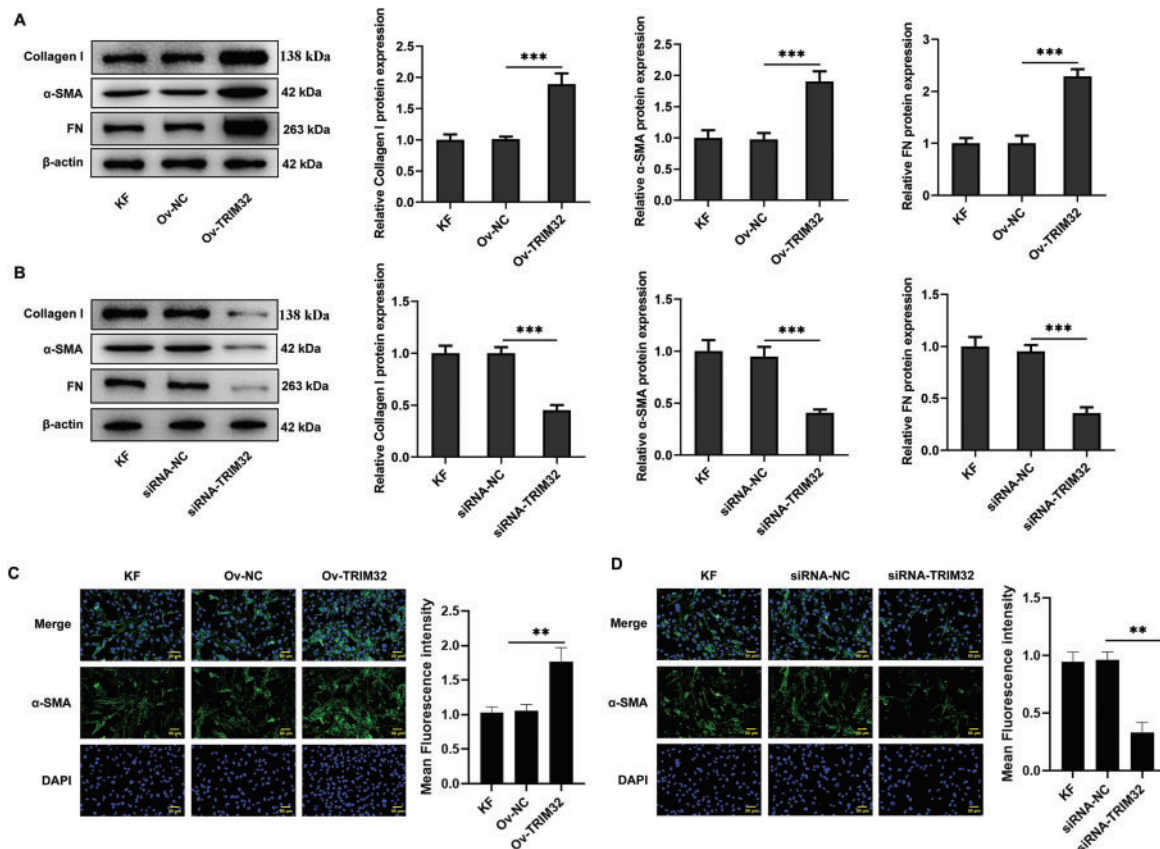 A
Collagen I
138 kDa
α-SMA
42 kDa
FN
263 kDa
β-actin
42 kDa
KF
Ov-NC
Ov-TRIM32
Relative Collagen I protein expression
2.5
2.0
1.5
1.0
0.5
0.0
***
KF
Ov-NC
Ov-TRIM32
Relative α-SMA protein expression
2.5
2.0
1.5
1.0
0.5
0.0
***
KF
Ov-NC
Ov-TRIM32
Relative FN protein expression
3
2
1
0
***
KF
Ov-NC
Ov-TRIM32
B
Collagen I
138 kDa
α-SMA
42 kDa
FN
263 kDa
β-actin
42 kDa
KF
siRNA-NC
siRNA-TRIM32
Relative Collagen I protein expression
1.5
1.0
0.5
0.0
***
KF
siRNA-NC
siRNA-TRIM32
Relative α-SMA protein expression
1.5
1.0
0.5
0.0
***
KF
siRNA-NC
siRNA-TRIM32
Relative FN protein expression
1.5
1.0
0.5
0.0
***
KF
siRNA-NC
siRNA-TRIM32
C
KF Ov-NC Ov-TRIM32
Merge
α-SMA
DAPI
Mean Fluorescence intensity
2.5
2.0
1.5
1.0
0.5
0.0
**
KF
Ov-NC
Ov-TRIM32
D
KF siRNA-NC siRNA-TRIM32
Merge
α-SMA
DAPI
Mean Fluorescence intensity
1.5
1.0
0.5
0.0
**
KF
siRNA-NC
siRNA-TRIM32